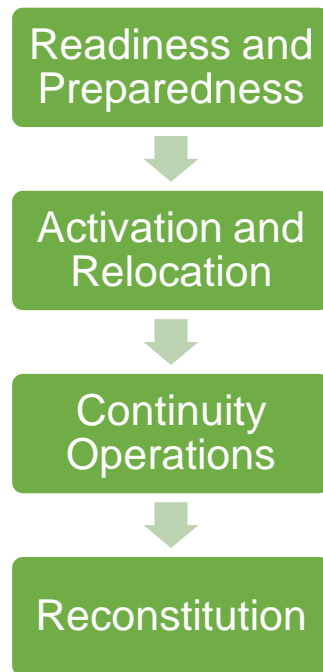 Readiness and
Preparedness
Activation and
Relocation
Continuity
Operations
Reconstitution